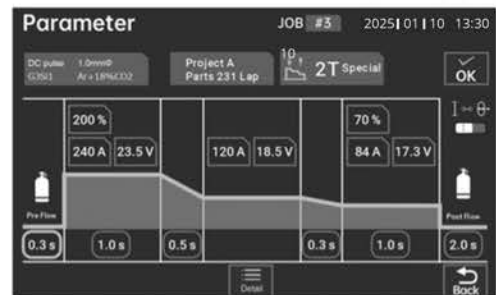 Parameter
JOB #3
2025 01 10 13:30
DC pulse 1.0mmΦ
G3Si1 Ar+18%CO2
Project A
Parts 231 Lap
10
2T Special
OK
200 %
70 %
240 A 23.5 V
120 A 18.5 V
84 A 17.3 V
Pre Flow
Post Flow
0.3 s
1.0 s
0.5 s
0.3 s
1.0 s
2.0 s
Detail
Back